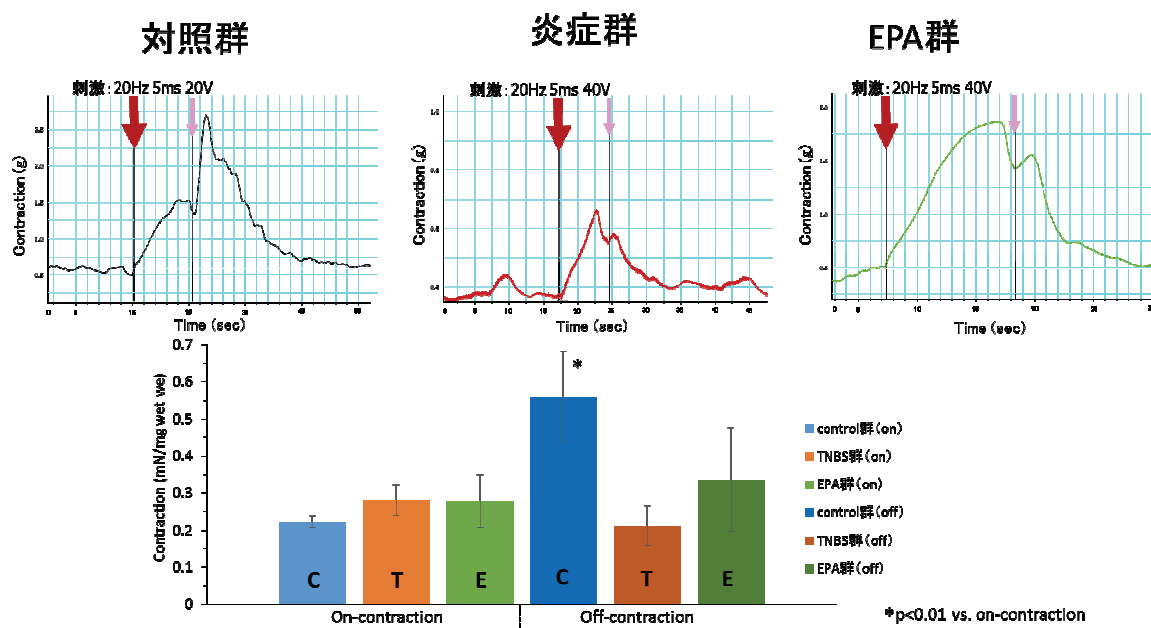 対照群
炎症群
EPA群
刺激：20Hz 5ms 20V
刺激：20Hz 5ms 40V
刺激：20Hz 5ms 40V
Contraction (g)
Time (sec)
Contraction (g)
Time (sec)
Contraction (g)
Time (sec)
Contraction (mN/mg wet we)
0.7
0.6
0.5
0.4
0.3
0.2
0.1
0
C
T
E
C
*
T
E
On-contraction
Off-contraction
control群（on）
TNBS群（on）
EPA群（on）
control群（off）
TNBS群（off）
EPA群（off）
*p<0.01 vs. on-contraction